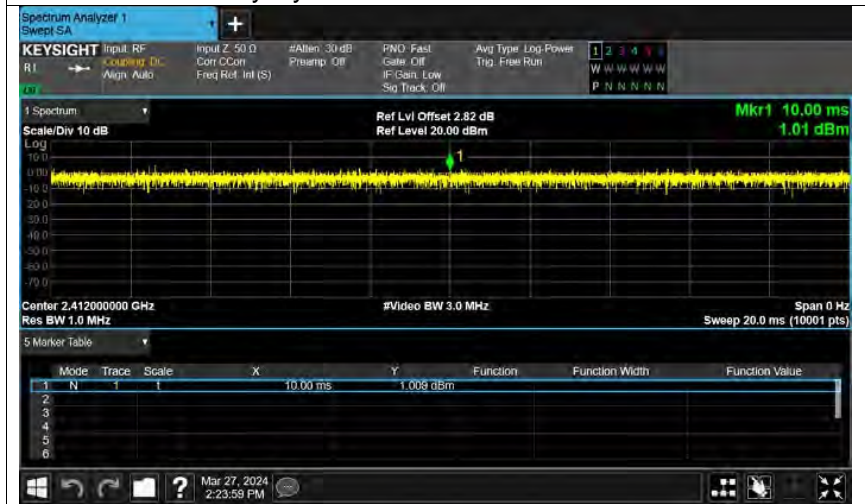 Spectrum Analyzer 1
Swept SA
+
KEYSIGHT Input: RF Input Z: 50 Ω #Atten: 30 dB PNO: Fast Avg Type: Log-Power 1 2 3 4 5 6
Coupling: DC Corr CCorr Preamp: Off Gate: Off Trig: Free Run W W W W W W
Align: Auto Freq Ref: Int (S) IF Gain: Low
Sig Track: Off P N N N N N
1 Spectrum Ref Lvl Offset 2.82 dB Mkr1 10.00 ms
Scale/Div 10 dB Ref Level 20.00 dBm 1.01 dBm
Log
10.0
0.00
-10.0
-20.0
-30.0
-40.0
-50.0
-60.0
-70.0
1
Center 2.412000000 GHz #Video BW 3.0 MHz Span 0 Hz
Res BW 1.0 MHz Sweep 20.0 ms (10001 pts)
5 Marker Table
Mode Trace Scale X Y Function Function Width Function Value
1 N 1 t 10.00 ms 1.009 dBm
2
3
4
5
6
? Mar 27, 2024
2:23:59 PM